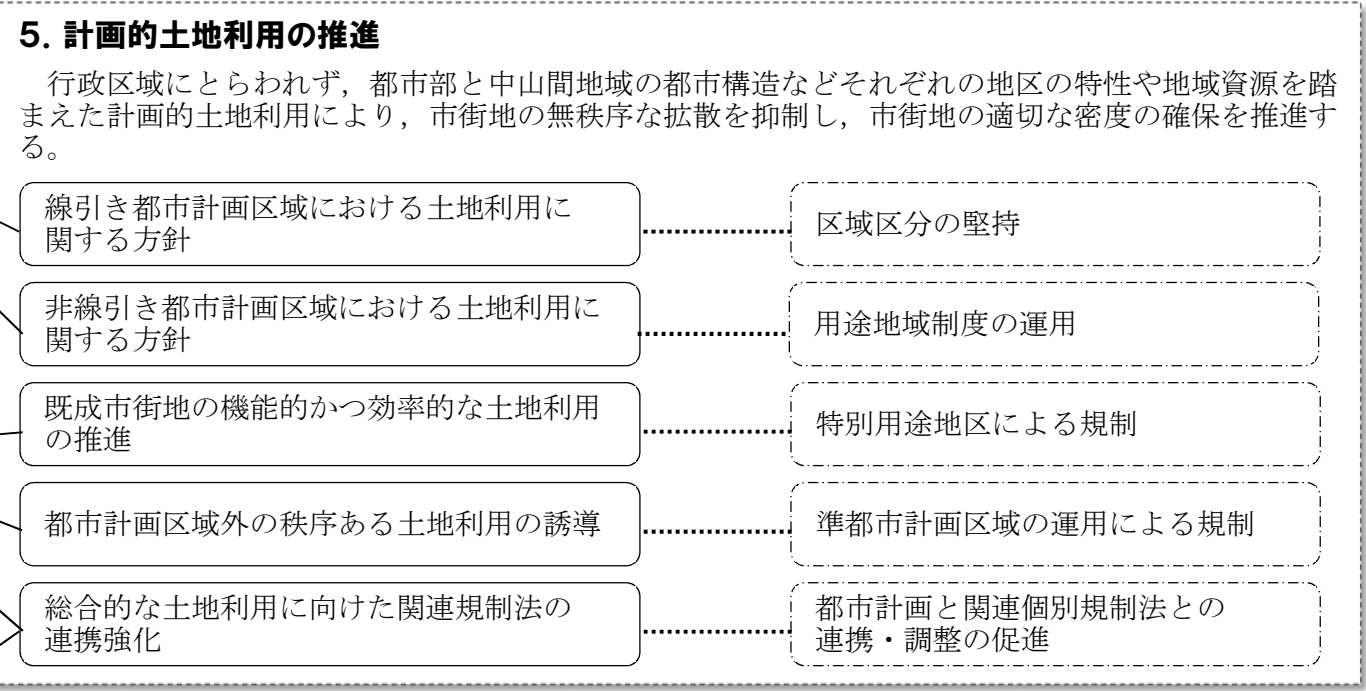 5. 計画的土地利用の推進
行政区域にとらわれず，都市部と中山間地域の都市構造などそれぞれの地区の特性や地域資源を踏
まえた計画的土地利用により，市街地の無秩序な拡散を抑制し，市街地の適切な密度の確保を推進す
る。
線引き都市計画区域における土地利用に
関する方針
区域区分の堅持
非線引き都市計画区域における土地利用に
関する方針
用途地域制度の運用
既成市街地の機能的かつ効率的な土地利用
の推進
特別用途地区による規制
都市計画区域外の秩序ある土地利用の誘導
準都市計画区域の運用による規制
総合的な土地利用に向けた関連規制法の
連携強化
都市計画と関連個別規制法との
連携・調整の促進